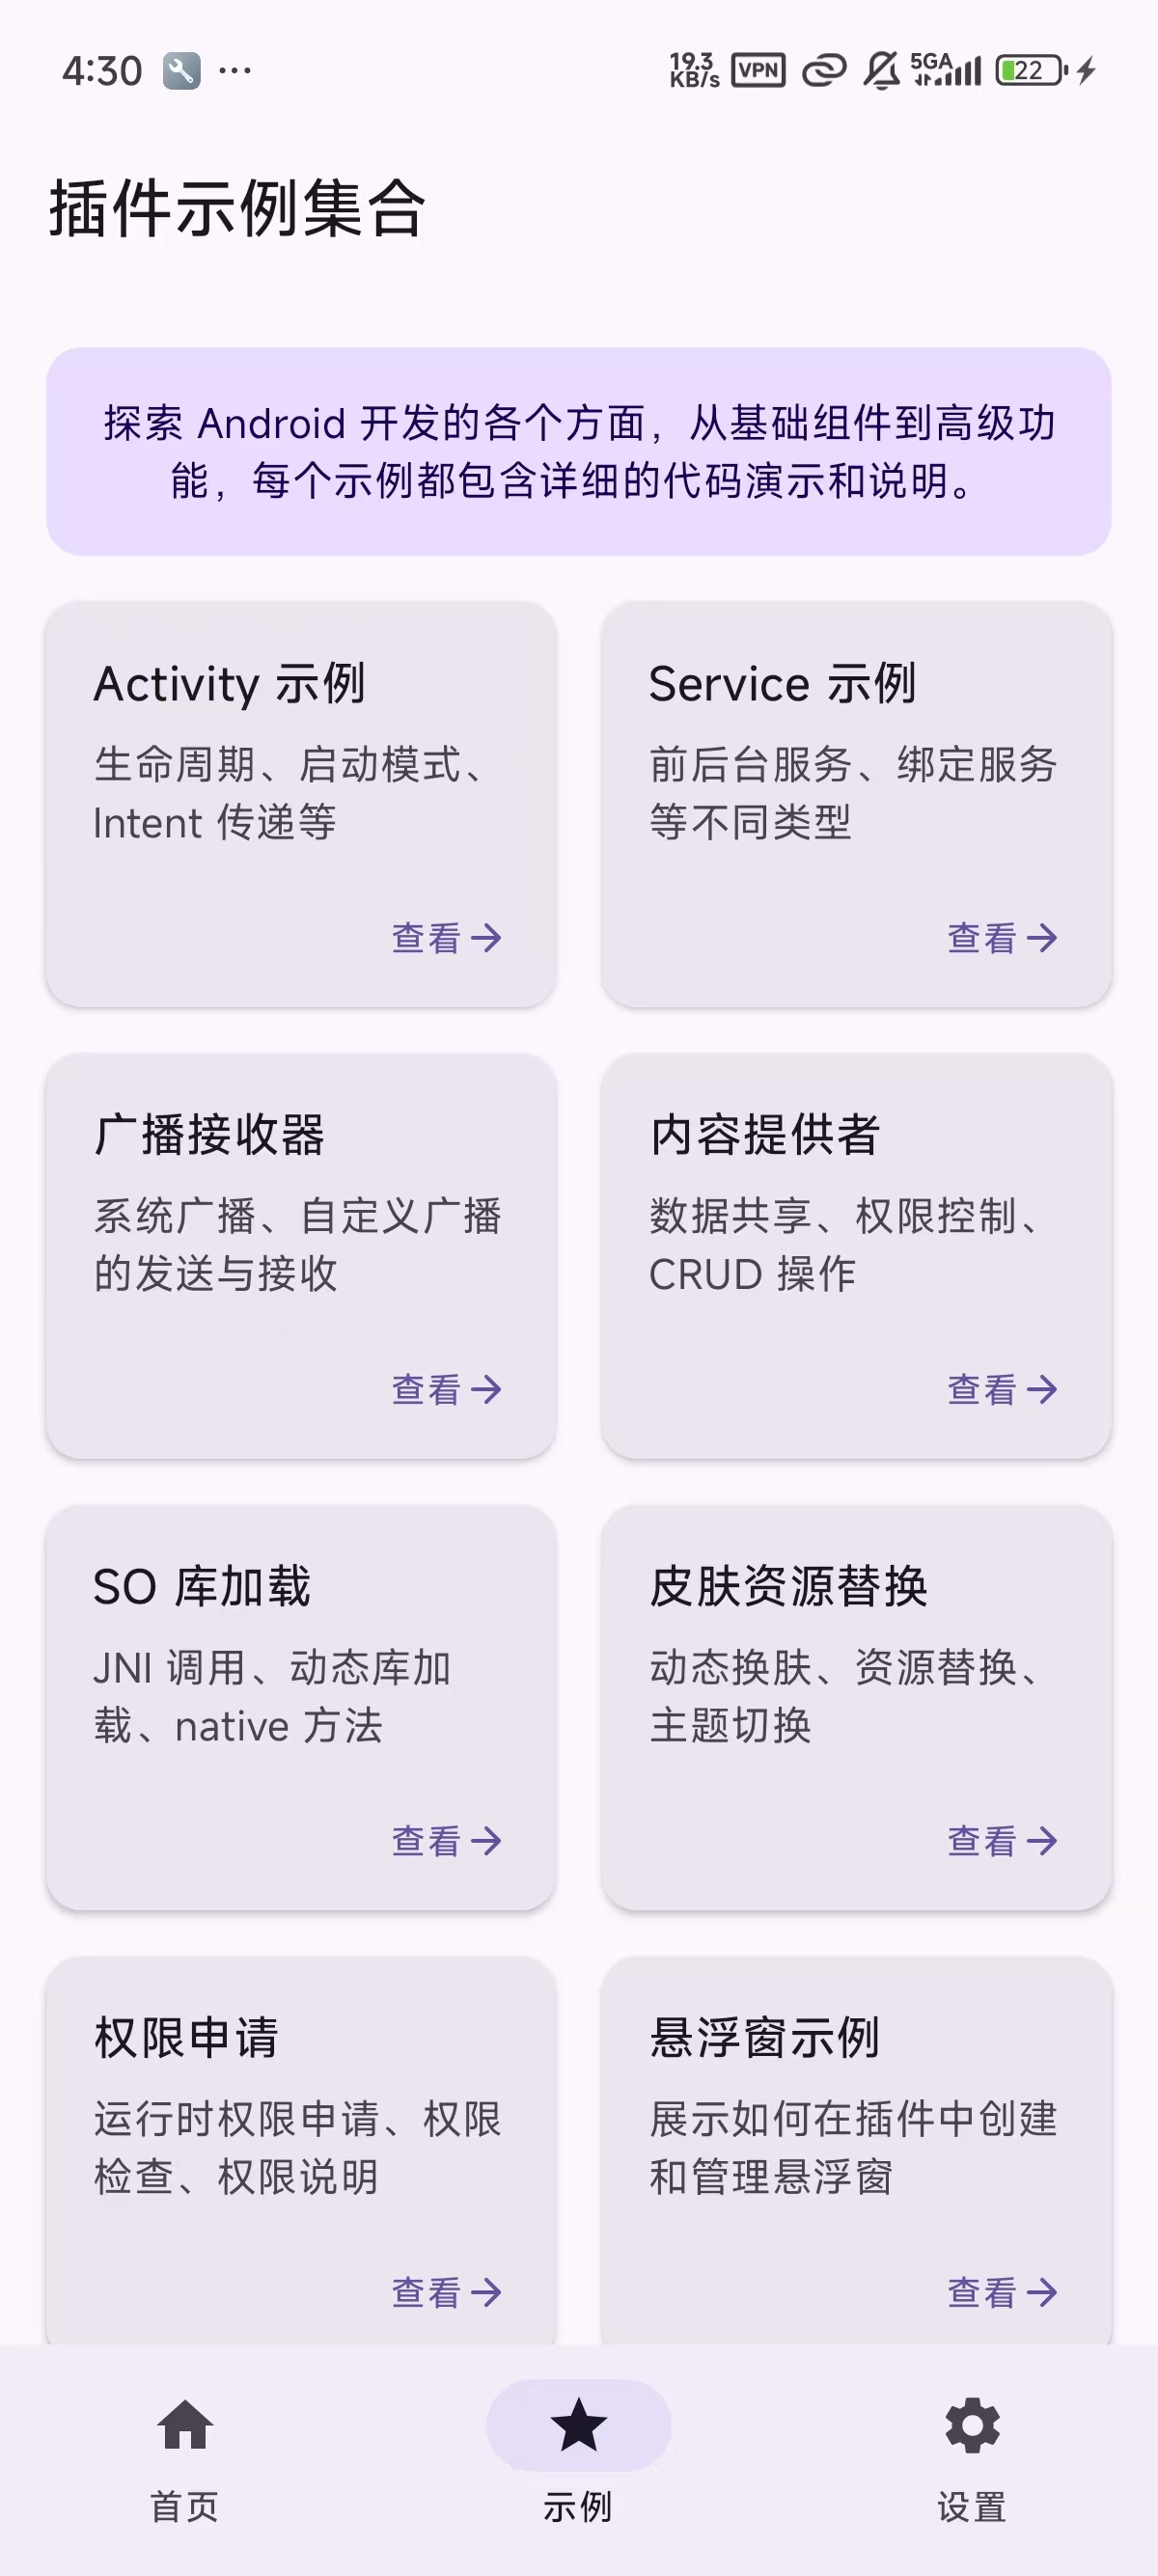 4:30
19.3 KB/s
VPN
5GA
22
插件示例集合
探索 Android 开发的各个方面，从基础组件到高级功
能，每个示例都包含详细的代码演示和说明。
Activity 示例
生命周期、启动模式、
Intent 传递等
查看
Service 示例
前后台服务、绑定服务
等不同类型
查看
广播接收器
系统广播、自定义广播
的发送与接收
查看
内容提供者
数据共享、权限控制、
CRUD 操作
查看
SO 库加载
JNI 调用、动态库加
载、native 方法
查看
皮肤资源替换
动态换肤、资源替换、
主题切换
查看
权限申请
运行时权限申请、权限
检查、权限说明
查看
悬浮窗示例
展示如何在插件中创建
和管理悬浮窗
查看
首页
示例
设置